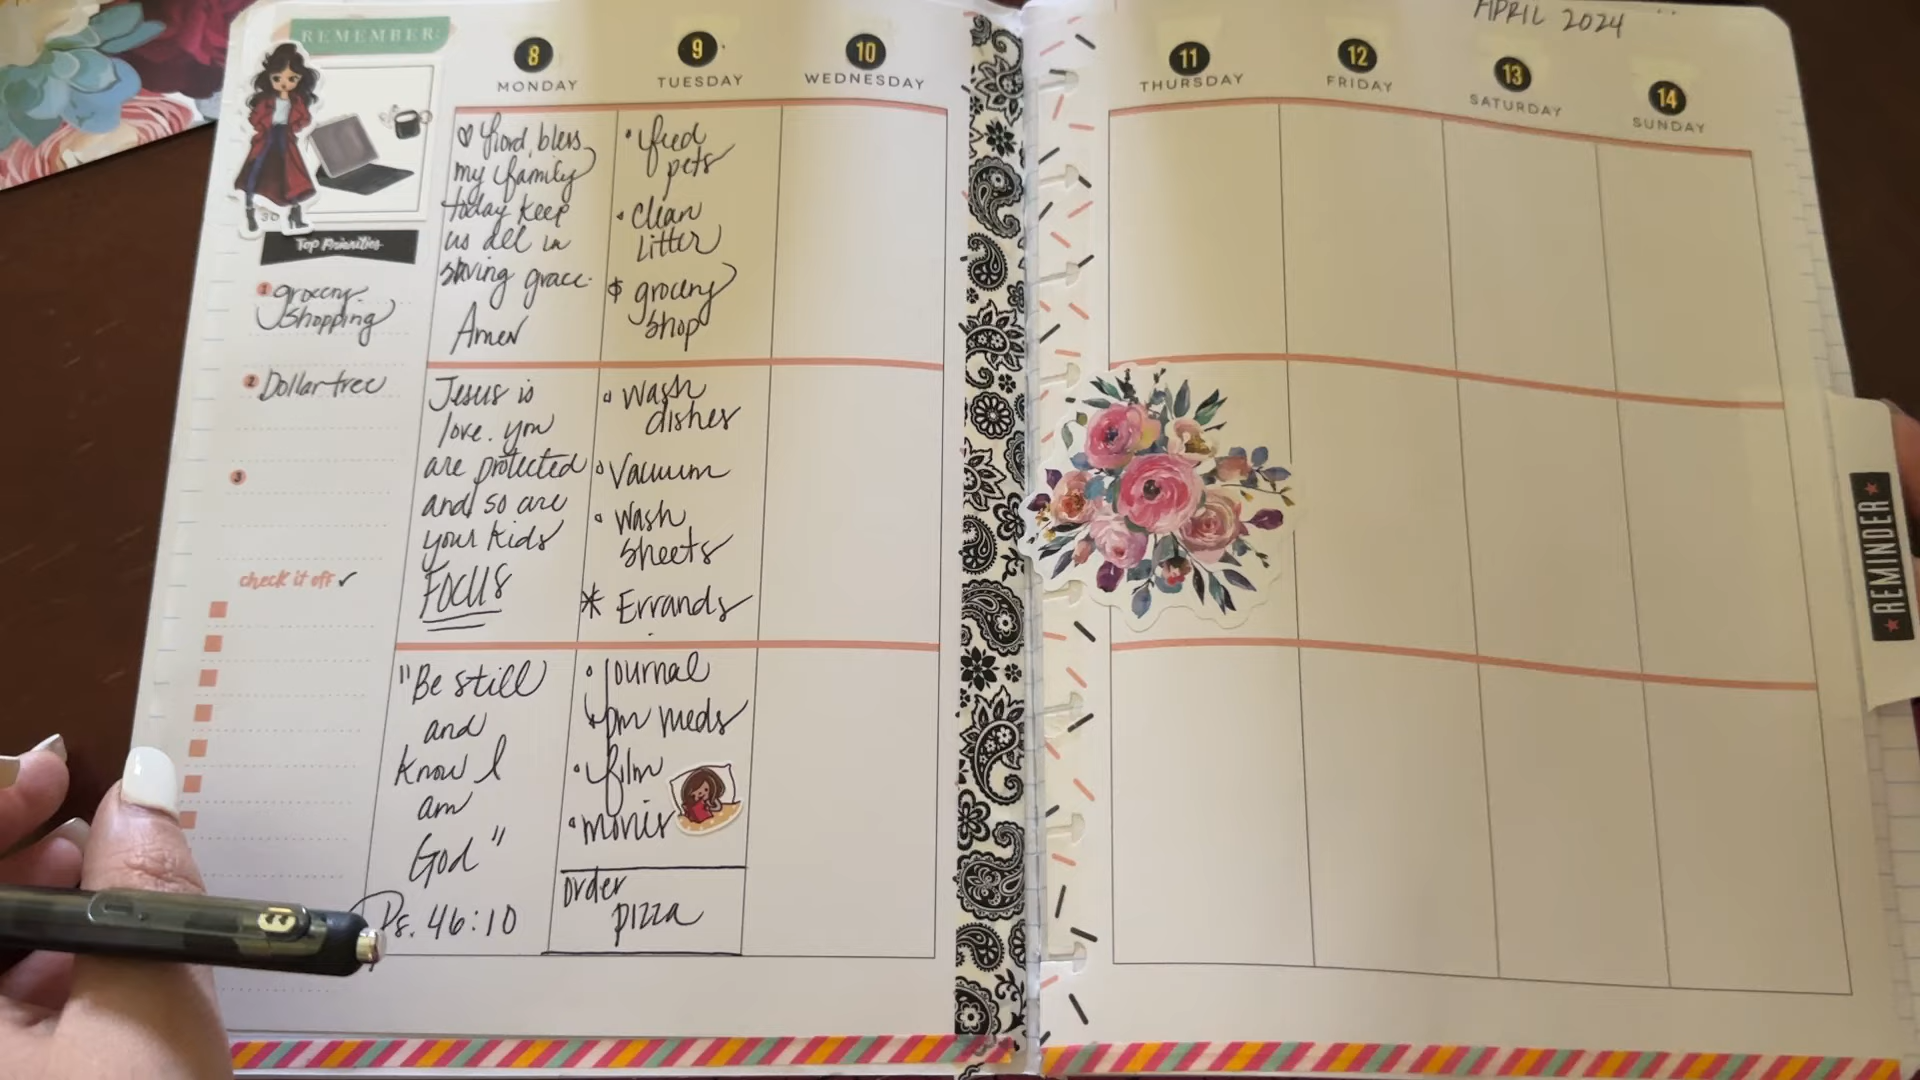 APRIL 2024
REMEMBER:
30
Top Priorities
1 grocery
shopping
2 Dollar tree
3
check it off ✓
8
MONDAY
♡ Lord, bless
my family
today keep
us all in
saving grace.
Amen
Jesus is
love. you
are protected
and so are
your kids
FOCUS
"Be still
and
know I
am
God"
Ps. 46:10
9
TUESDAY
• feed
pets
• Clean
Litter
grocery
shop
• Wash
dishes
• Vacuum
• Wash
sheets
* Errands
• Journal
pm meds
• film
order
pizza
10
WEDNESDAY
11
THURSDAY
12
FRIDAY
13
SATURDAY
14
SUNDAY
REMINDER